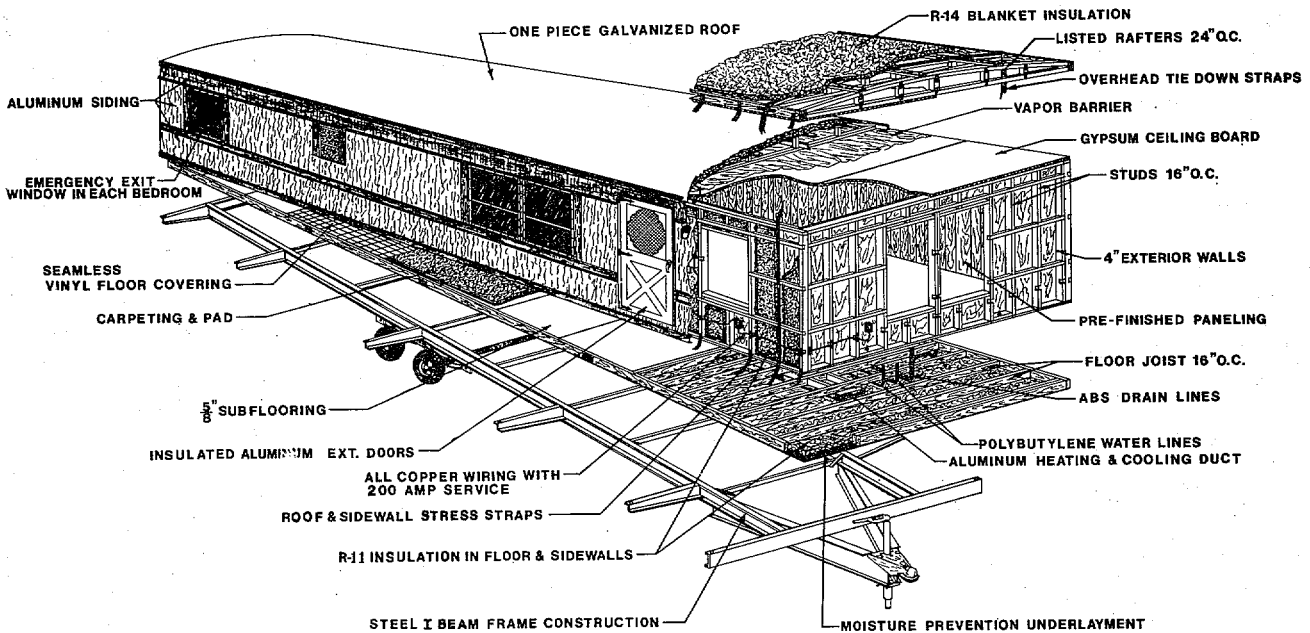 ONE PIECE GALVANIZED ROOF
R-14 BLANKET INSULATION
LISTED RAFTERS 24" O.C.
OVERHEAD TIE DOWN STRAPS
VAPOR BARRIER
GYPSUM CEILING BOARD
STUDS 16" O.C.
4" EXTERIOR WALLS
PRE-FINISHED PANELING
FLOOR JOIST 16" O.C.
ABS DRAIN LINES
POLYBUTYLENE WATER LINES
ALUMINUM HEATING & COOLING DUCT
MOISTURE PREVENTION UNDERLAYMENT
ALUMINUM SIDING
EMERGENCY EXIT
WINDOW IN EACH BEDROOM
SEAMLESS
VINYL FLOOR COVERING
CARPETING & PAD
5/8" SUBFLOORING
INSULATED ALUMINUM EXT. DOORS
ALL COPPER WIRING WITH
200 AMP SERVICE
ROOF & SIDEWALL STRESS STRAPS
R-11 INSULATION IN FLOOR & SIDEWALLS
STEEL I BEAM FRAME CONSTRUCTION